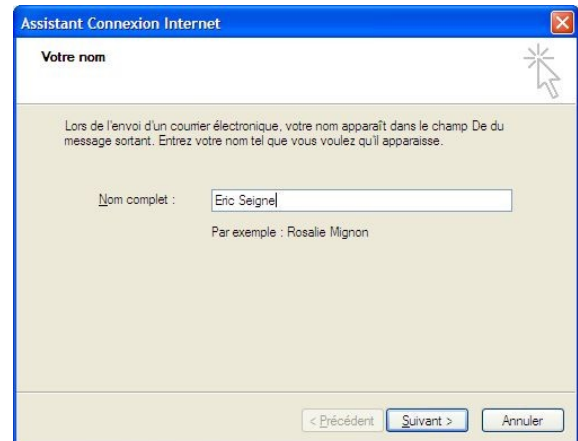 Assistant Connexion Internet
Votre nom
Lors de l'envoi d'un courrier électronique, votre nom apparaît dans le champ De du
message sortant. Entrez votre nom tel que vous voulez qu'il apparaisse.
Nom complet : Eric Seigne
Par exemple : Rosalie Mignon
< Précédent Suivant > Annuler